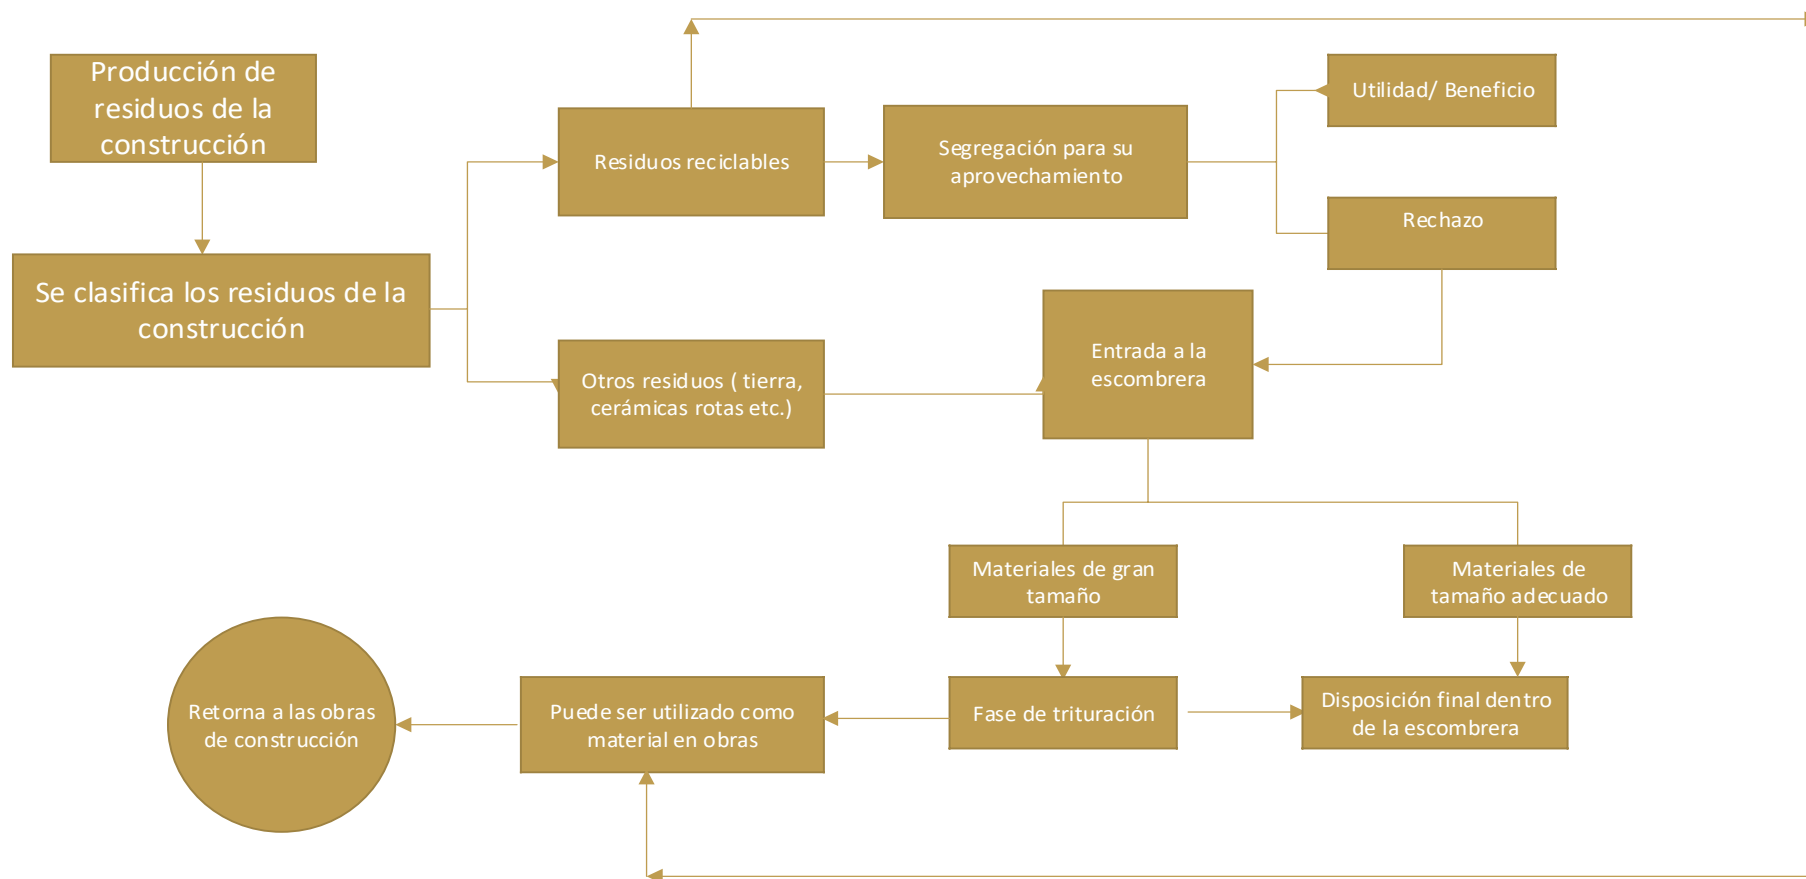 Producción de
residuos de la
construcción
Se clasifica los residuos de la
construcción
Residuos reciclables
Otros residuos ( tierra,
cerámicas rotas etc.)
Segregación para su
aprovechamiento
Utilidad/ Beneficio
Rechazo
Entrada a la
escombrera
Materiales de gran
tamaño
Materiales de
tamaño adecuado
Fase de trituración
Disposición final dentro
de la escombrera
Puede ser utilizado como
material en obras
Retorna a las obras
de construcción